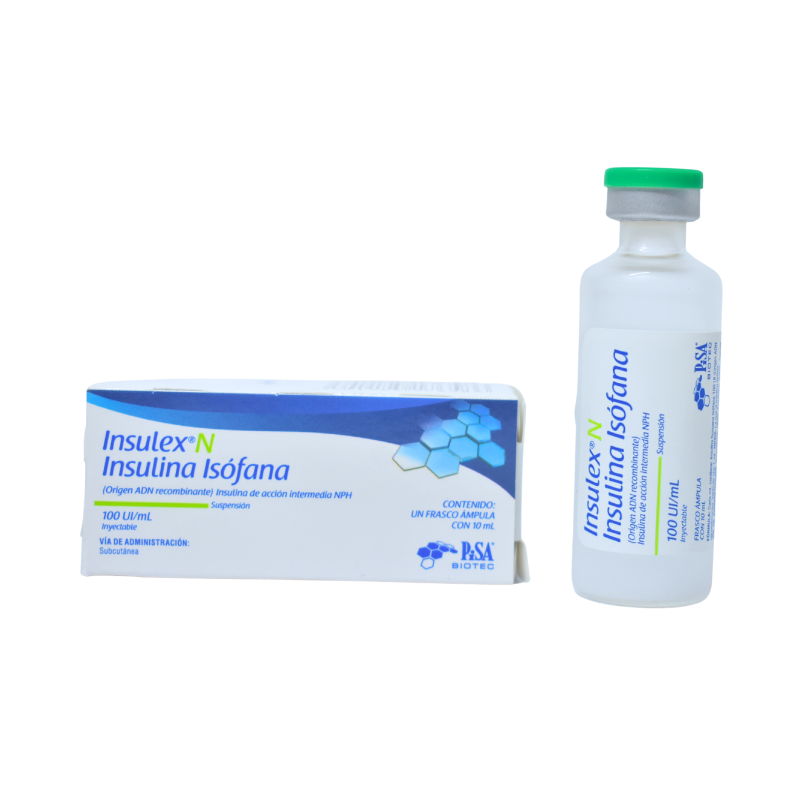 Insulex® N
Insulina Isófana
(Origen ADN recombinante) Insulina de acción intermedia NPH
Suspensión
100 UI/mL
Inyectable
VÍA DE ADMINISTRACIÓN:
Subcutánea
CONTENIDO:
UN FRASCO ÁMPULA
CON 10 mL
PiSA®
BIOTEC
Insulex® N
Insulina Isófana
(Origen ADN recombinante)
Insulina de acción intermedia NPH
Suspensión
100 UI/mL
Inyectable
FRASCO ÁMPULA
CON 10 mL
PiSA®
BIOTEC